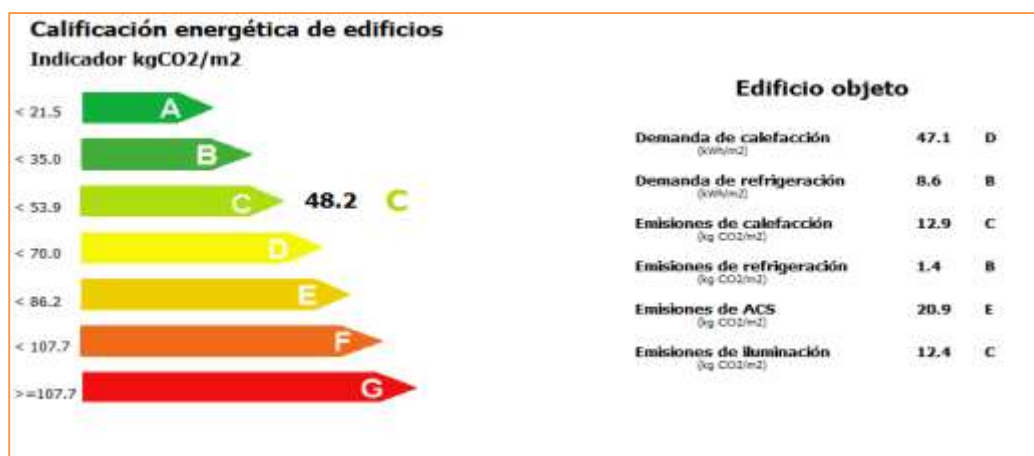 Calificación energética de edificios
Indicador kgCO2/m2
< 21.5 A
< 35.0 B
< 53.9 C 48.2 C
< 70.0 D
< 86.2 E
< 107.7 F
>=107.7 G
Edificio objeto
Demanda de calefacción 47.1 D
(kWh/m2)
Demanda de refrigeración 8.6 B
(kWh/m2)
Emisiones de calefacción 12.9 C
(kg CO2/m2)
Emisiones de refrigeración 1.4 B
(kg CO2/m2)
Emisiones de ACS 20.9 E
(kg CO2/m2)
Emisiones de iluminación 12.4 C
(kg CO2/m2)